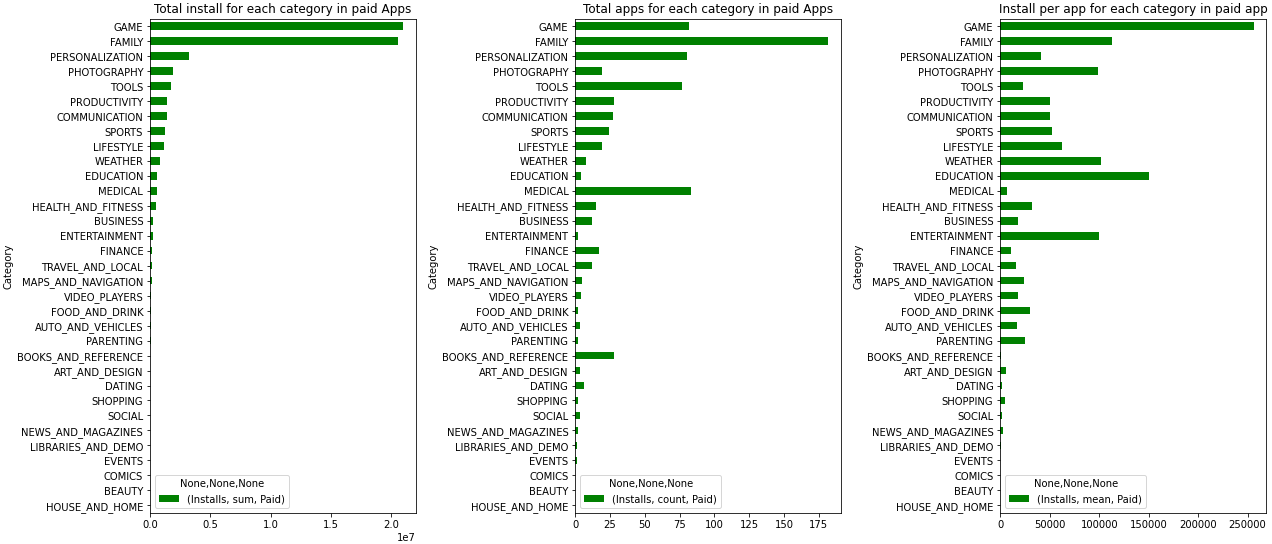 Total install for each category in paid Apps
GAME
FAMILY
PERSONALIZATION
PHOTOGRAPHY
TOOLS
PRODUCTIVITY
COMMUNICATION
SPORTS
LIFESTYLE
WEATHER
EDUCATION
MEDICAL
HEALTH_AND_FITNESS
BUSINESS
ENTERTAINMENT
FINANCE
TRAVEL_AND_LOCAL
MAPS_AND_NAVIGATION
VIDEO_PLAYERS
FOOD_AND_DRINK
AUTO_AND_VEHICLES
PARENTING
BOOKS_AND_REFERENCE
ART_AND_DESIGN
DATING
SHOPPING
SOCIAL
NEWS_AND_MAGAZINES
LIBRARIES_AND_DEMO
EVENTS
COMICS
BEAUTY
HOUSE_AND_HOME
Category
None,None,None
(Installs, sum, Paid)
0.0 0.5 1.0 1.5 2.0
1e7
Total apps for each category in paid Apps
GAME
FAMILY
PERSONALIZATION
PHOTOGRAPHY
TOOLS
PRODUCTIVITY
COMMUNICATION
SPORTS
LIFESTYLE
WEATHER
EDUCATION
MEDICAL
HEALTH_AND_FITNESS
BUSINESS
ENTERTAINMENT
FINANCE
TRAVEL_AND_LOCAL
MAPS_AND_NAVIGATION
VIDEO_PLAYERS
FOOD_AND_DRINK
AUTO_AND_VEHICLES
PARENTING
BOOKS_AND_REFERENCE
ART_AND_DESIGN
DATING
SHOPPING
SOCIAL
NEWS_AND_MAGAZINES
LIBRARIES_AND_DEMO
EVENTS
COMICS
BEAUTY
HOUSE_AND_HOME
Category
None,None,None
(Installs, count, Paid)
0 25 50 75 100 125 150 175
Install per app for each category in paid app
GAME
FAMILY
PERSONALIZATION
PHOTOGRAPHY
TOOLS
PRODUCTIVITY
COMMUNICATION
SPORTS
LIFESTYLE
WEATHER
EDUCATION
MEDICAL
HEALTH_AND_FITNESS
BUSINESS
ENTERTAINMENT
FINANCE
TRAVEL_AND_LOCAL
MAPS_AND_NAVIGATION
VIDEO_PLAYERS
FOOD_AND_DRINK
AUTO_AND_VEHICLES
PARENTING
BOOKS_AND_REFERENCE
ART_AND_DESIGN
DATING
SHOPPING
SOCIAL
NEWS_AND_MAGAZINES
LIBRARIES_AND_DEMO
EVENTS
COMICS
BEAUTY
HOUSE_AND_HOME
Category
None,None,None
(Installs, mean, Paid)
0 50000 100000 150000 200000 250000